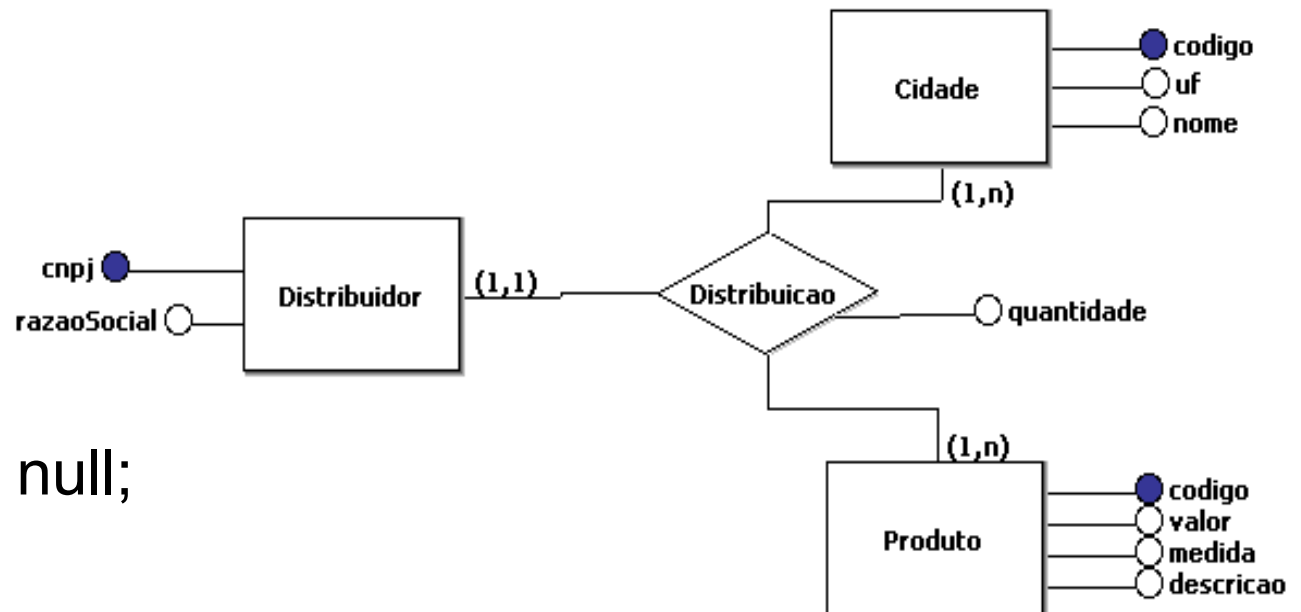 Cidade
codigo
uf
nome
(1,n)
cnpj
razaoSocial
Distribuidor
(1,1)
Distribuicao
quantidade
(1,n)
null;
Produto
codigo
valor
medida
descricao